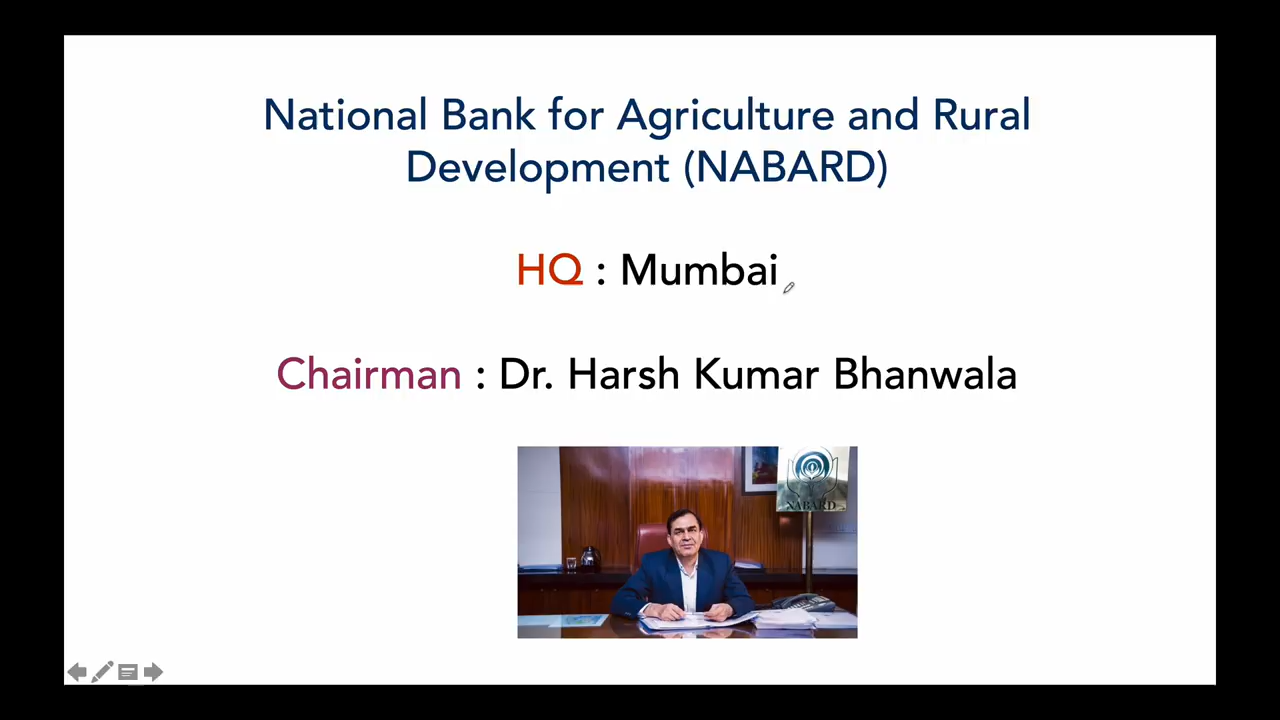 National Bank for Agriculture and Rural
Development (NABARD)
HQ : Mumbai
Chairman : Dr. Harsh Kumar Bhanwala
NABARD